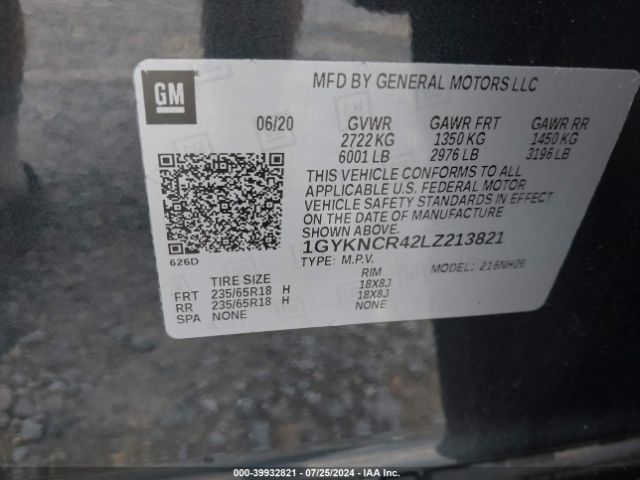 GM
MFD BY GENERAL MOTORS LLC
06/20 GVWR GAWR FRT GAWR RR
2722 KG 1350 KG 1450 KG
6001 LB 2976 LB 3196 LB
THIS VEHICLE CONFORMS TO ALL
APPLICABLE U.S. FEDERAL MOTOR
VEHICLE SAFETY STANDARDS IN EFFECT
ON THE DATE OF MANUFACTURE
1GYKNCR42LZ213821
626D TYPE: M.P.V. MODEL: 216NH26
TIRE SIZE RIM
FRT 235/65R18 H 18X8J
RR 235/65R18 H 18X8J
SPA NONE NONE
000-39932821 - 07/25/2024 - IAA Inc.